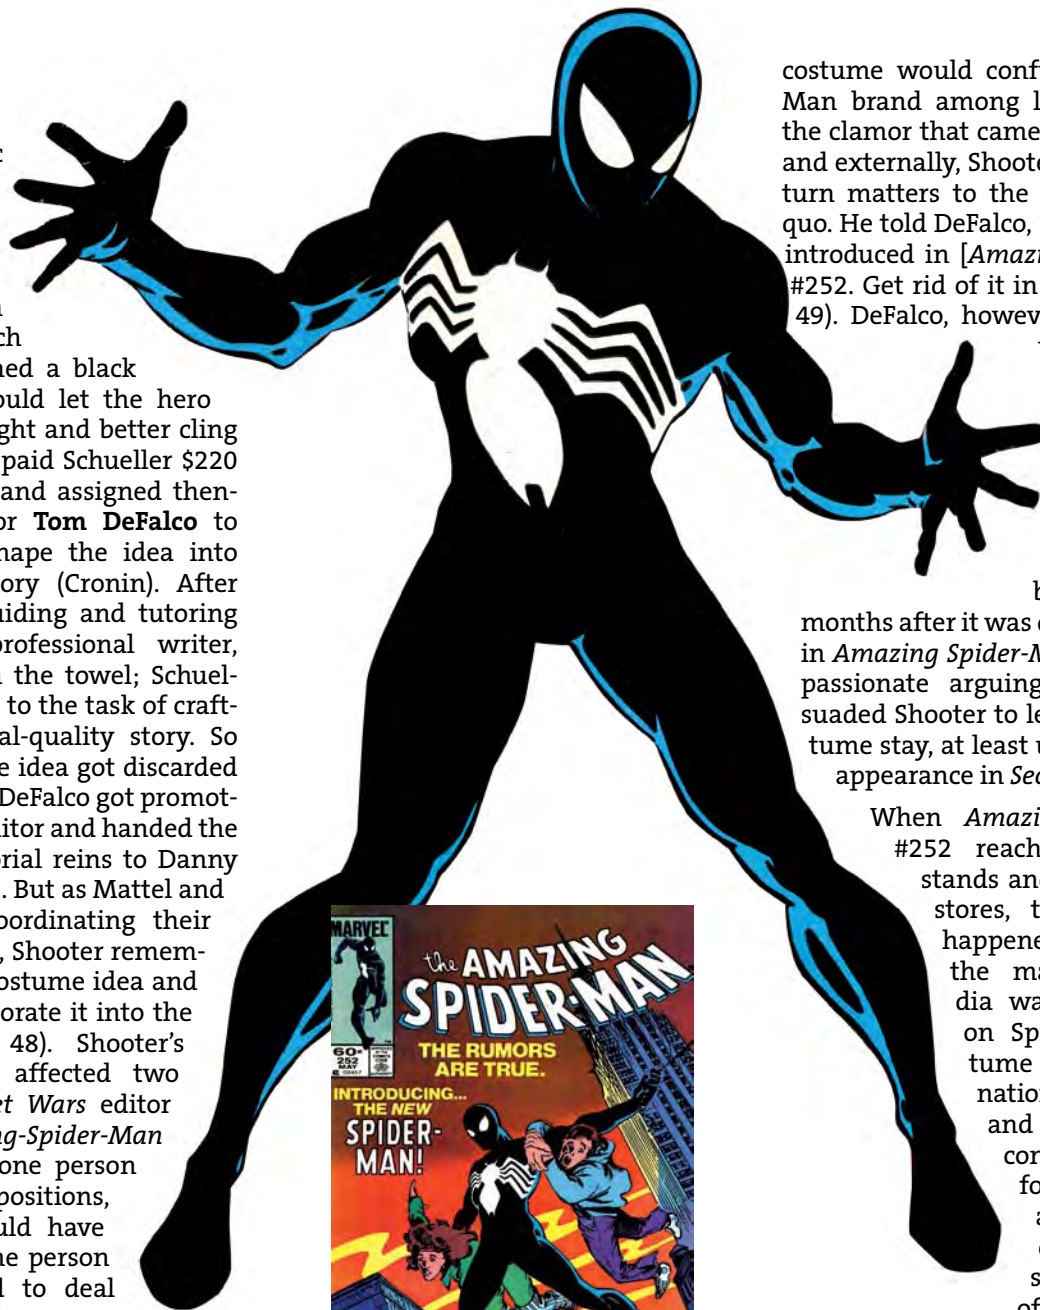 ned a black
ould let the hero
ght and better cling
paid Schueller $220
and assigned then-
or Tom DeFalco to
hape the idea into
ory (Cronin). After
uiding and tutoring
professional writer,
n the towel; Schuel-
to the task of craft-
al-quality story. So
e idea got discarded
DeFalco got promot-
litor and handed the
orial reins to Danny
. But as Mattel and
oordinating their
, Shooter remem-
ostume idea and
orate it into the
48). Shooter's
affected two
et Wars editor
ng-Spider-Man
one person
positions,
uld have
ne person
d to deal
costume would conf
Man brand among l
the clamor that came
and externally, Shoote
turn matters to the
quo. He told DeFalco,
introduced in [Amazi
#252. Get rid of it in
49). DeFalco, howev
months after it was
in Amazing Spider-M
passionate arguing
suaded Shooter to le
tume stay, at least u
appearance in Sec
When Amazi
#252 reach
stands an
stores, t
happene
the ma
dia wa
on Sp
tume
nation
and
con
fo
a
s
of
MARVEL
60¢
252
MAY
the AMAZING
SPIDER-MAN
THE RUMORS
ARE TRUE.
INTRODUCING...
THE NEW
SPIDER-
MAN!